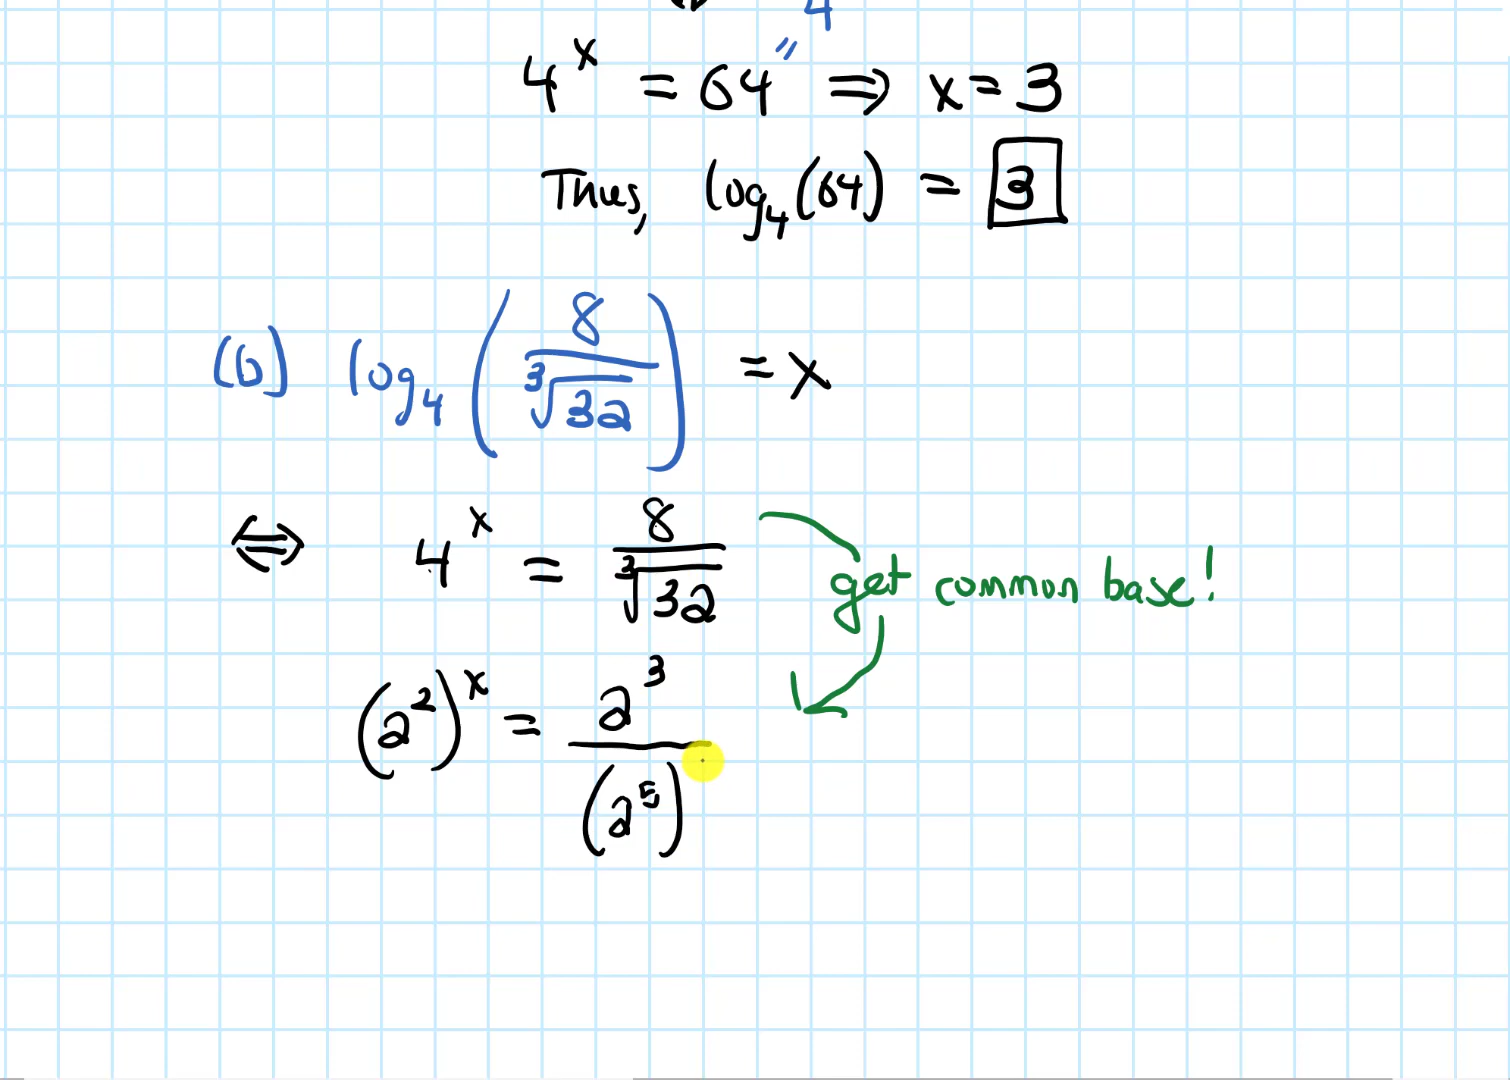 4
4^x = 64 " ⇒ x = 3
Thus, log_4(64) = 3
(b) log_4(8/∛32) = x
⇔ 4^x = 8/∛32
get common base!
(2^2)^x = 2^3/(2^5)